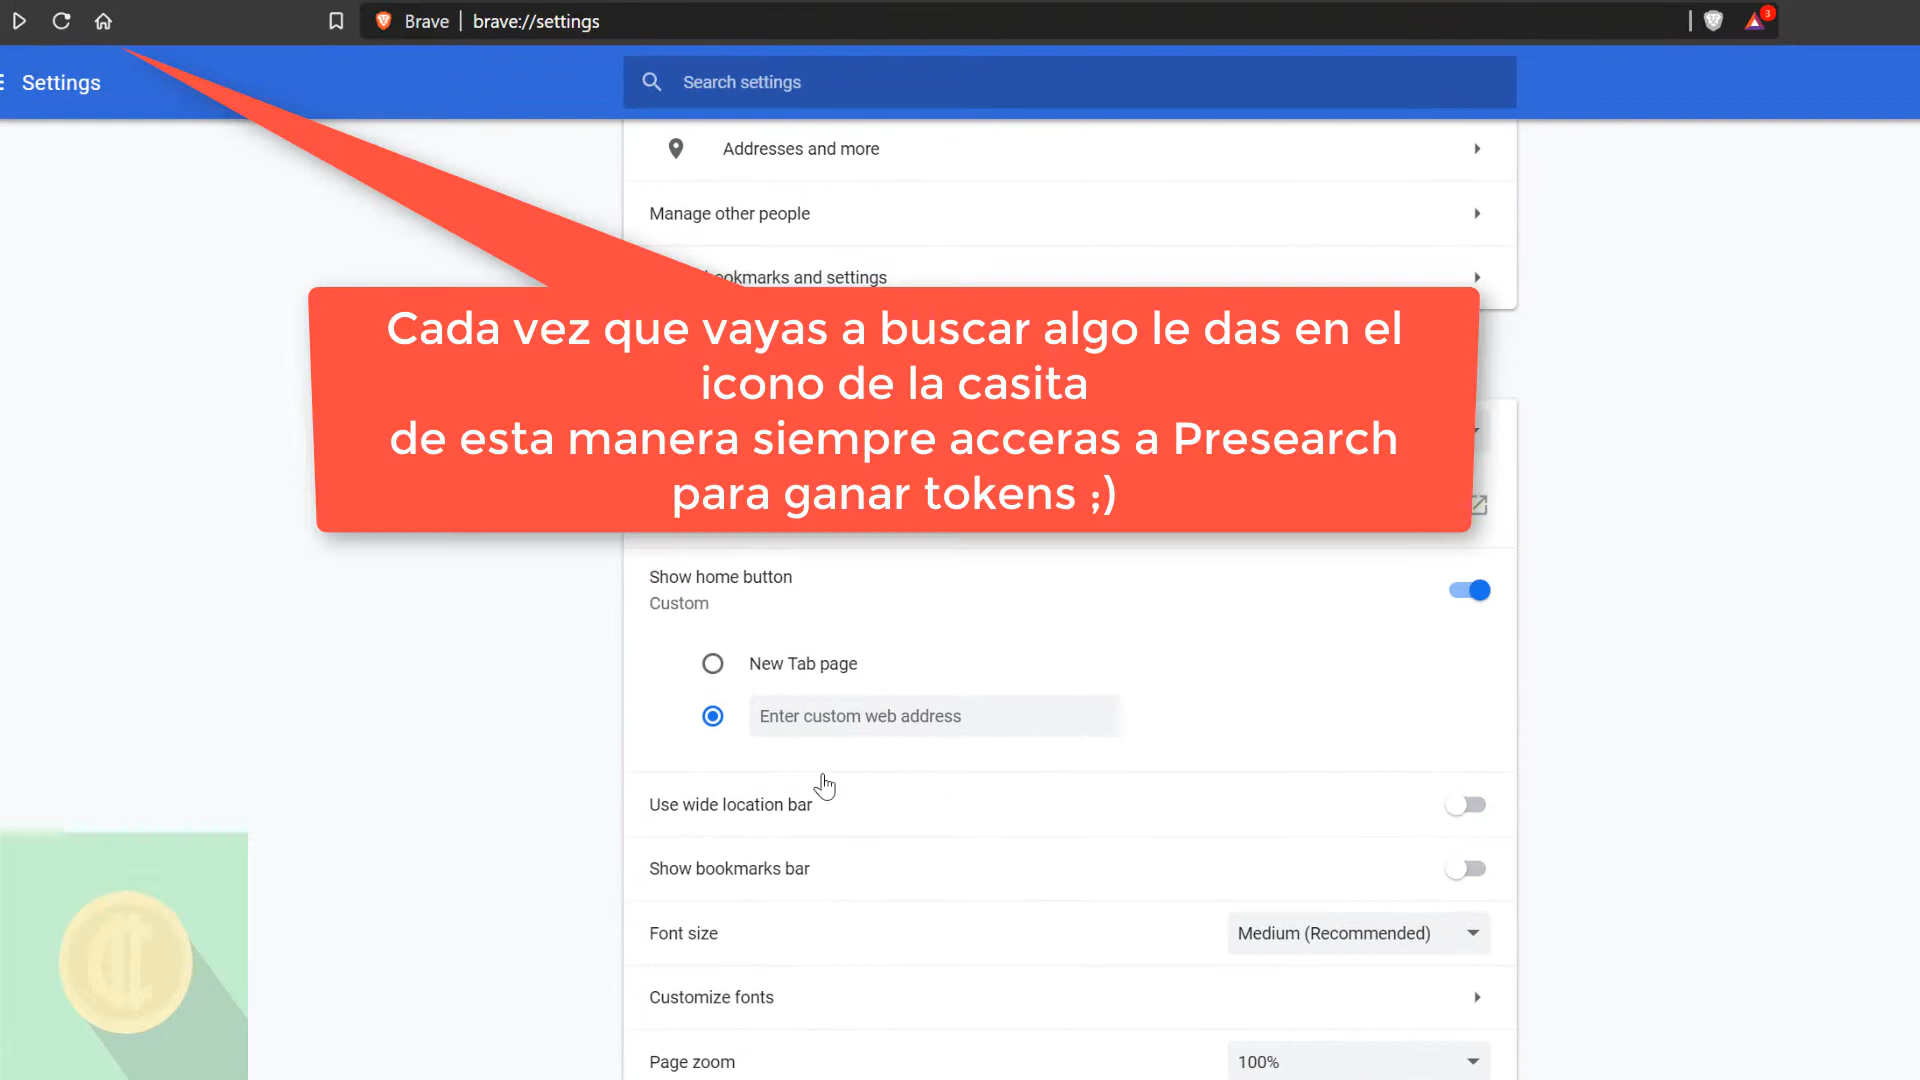 Brave | brave://settings
3
Settings
Search settings
Addresses and more
Manage other people
bookmarks and settings
Cada vez que vayas a buscar algo le das en el
icono de la casita
de esta manera siempre acceras a Presearch
para ganar tokens ;)
Show home button
Custom
New Tab page
Enter custom web address
Use wide location bar
Show bookmarks bar
Font size
Medium (Recommended)
Customize fonts
Page zoom
100%